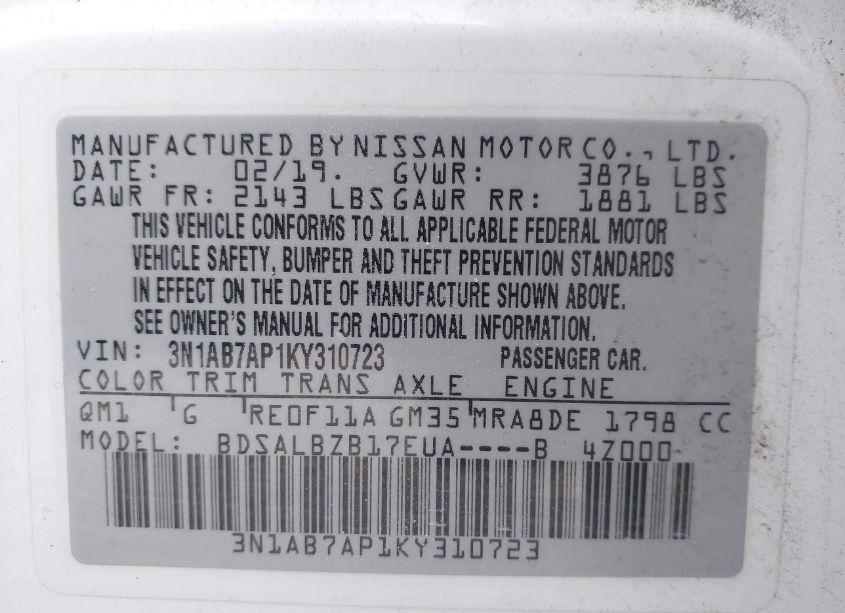 MANUFACTURED BY NISSAN MOTOR CO., LTD.
DATE: 02/19. GVWR: 3876 LBS
GAWR FR: 2143 LBS GAWR RR: 1881 LBS
THIS VEHICLE CONFORMS TO ALL APPLICABLE FEDERAL MOTOR
VEHICLE SAFETY, BUMPER AND THEFT PREVENTION STANDARDS
IN EFFECT ON THE DATE OF MANUFACTURE SHOWN ABOVE.
SEE OWNER'S MANUAL FOR ADDITIONAL INFORMATION.
VIN: 3N1AB7AP1KY310723 PASSENGER CAR.
COLOR TRIM TRANS AXLE ENGINE
QM1 G RE0F11A GM35 MRA8DE 1798 CC
MODEL: BDSALBZB17EUA----B 4Z000
3N1AB7AP1KY310723